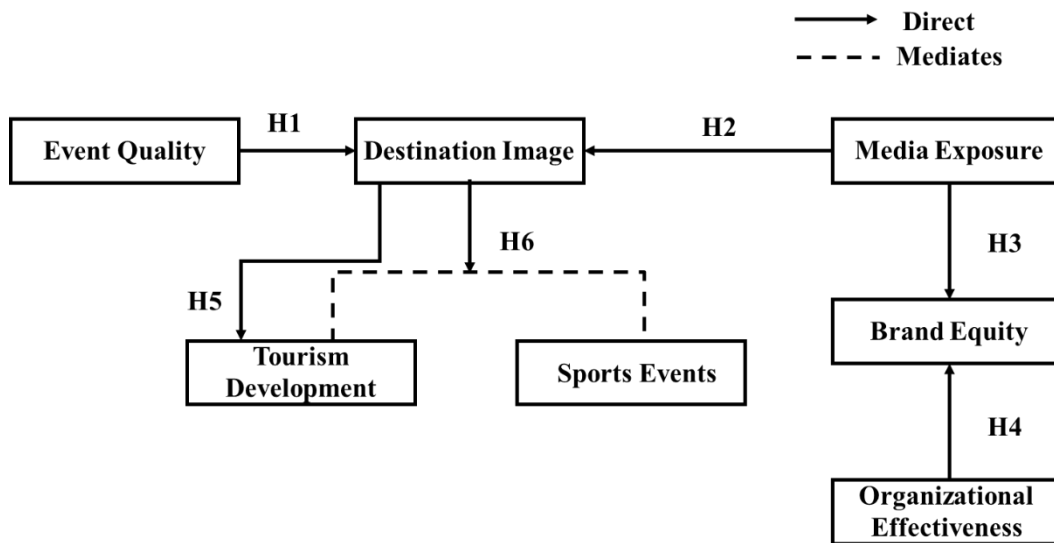 Direct
Mediates
H1
H2
Event Quality
Destination Image
Media Exposure
H6
H3
H5
Brand Equity
Tourism
Development
Sports Events
H4
Organizational
Effectiveness